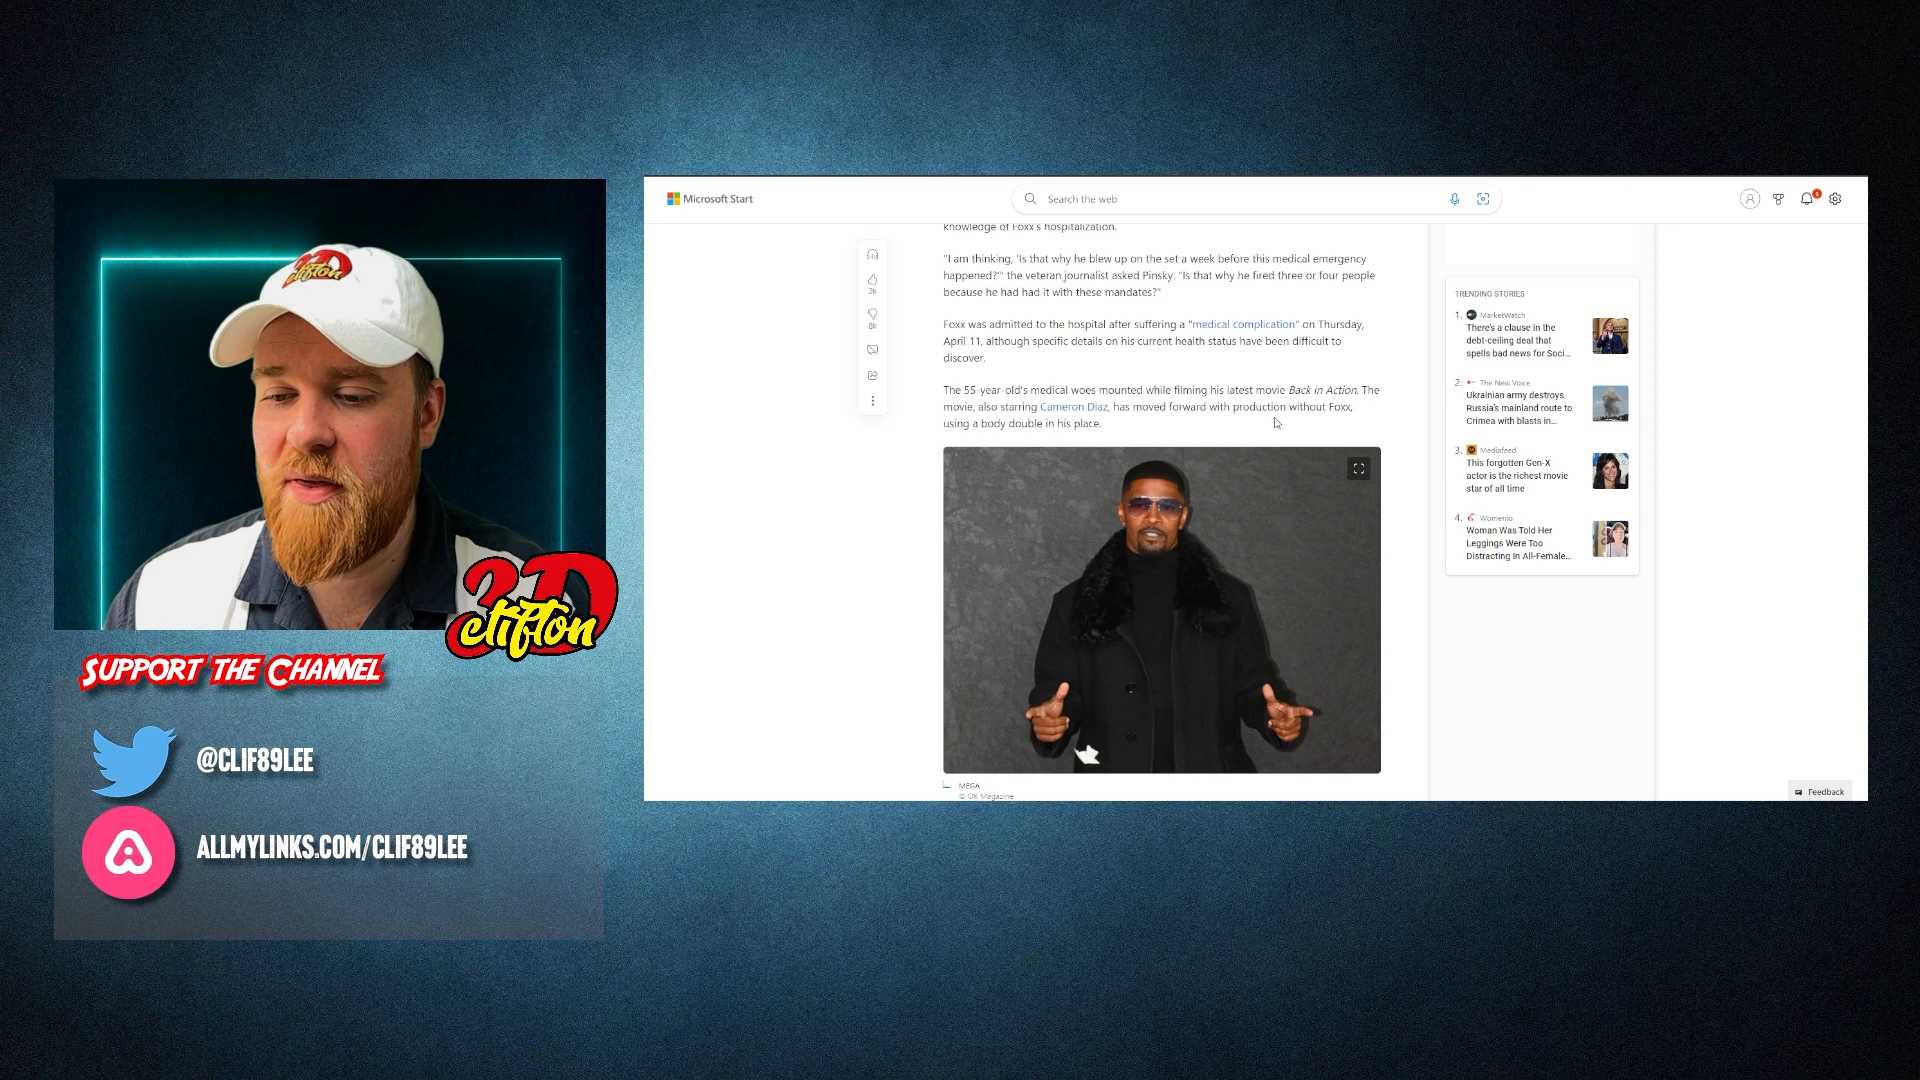 3D
clifton
3D
clifton
SUPPORT THE CHANNEL
@CLIF89LEE
ALLMYLINKS.COM/CLIF89LEE
Microsoft Start
Search the web
3
knowledge of Foxx's hospitalization.
"I am thinking, 'Is that why he blew up on the set a week before this medical emergency
happened?'" the veteran journalist asked Pinsky. "Is that why he fired three or four people
because he had had it with these mandates?"
Foxx was admitted to the hospital after suffering a "medical complication" on Thursday,
April 11, although specific details on his current health status have been difficult to
discover.
The 55-year-old's medical woes mounted while filming his latest movie Back in Action. The
movie, also starring Cameron Diaz, has moved forward with production without Foxx,
using a body double in his place.
2k
8k
MEGA
© OK Magazine
TRENDING STORIES
1. MarketWatch
There's a clause in the
debt-ceiling deal that
spells bad news for Soci...
2. The New Voice
Ukrainian army destroys
Russia's mainland route to
Crimea with blasts in...
3. Mediafeed
This forgotten Gen-X
actor is the richest movie
star of all time
4. Womenio
Woman Was Told Her
Leggings Were Too
Distracting In All-Female...
Feedback